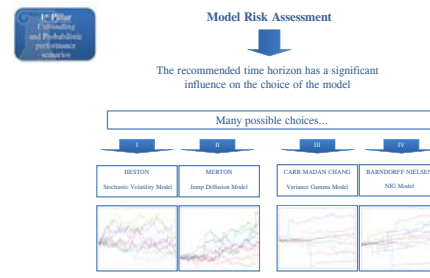 1st Pillar
Unbundling
and Probabilistic
performance
scenarios
Model Risk Assessment
The recommended time horizon has a significant
influence on the choice of the model
Many possible choices...
I
II
III
IV
HESTON
Stochastic Volatility Model
MERTON
Jump Diffusion Model
CARR MADAN CHANG
Variance Gamma Model
BARNDORFF NIELSEN
NIG Model